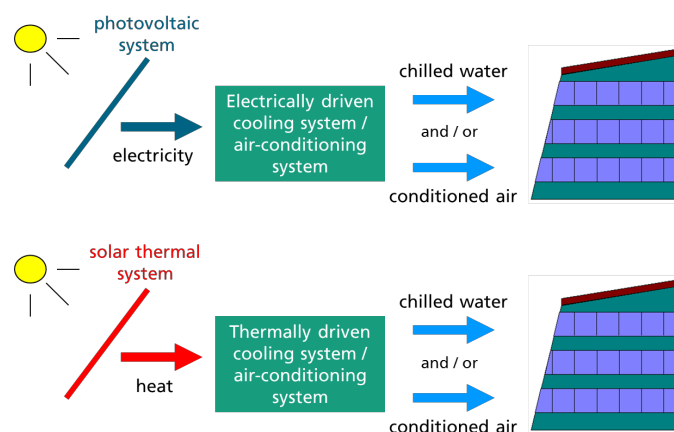 photovoltaic
system
electricity
Electrically driven
cooling system /
air-conditioning
system
chilled water
and / or
conditioned air
solar thermal
system
heat
Thermally driven
cooling system /
air-conditioning
system
chilled water
and / or
conditioned air